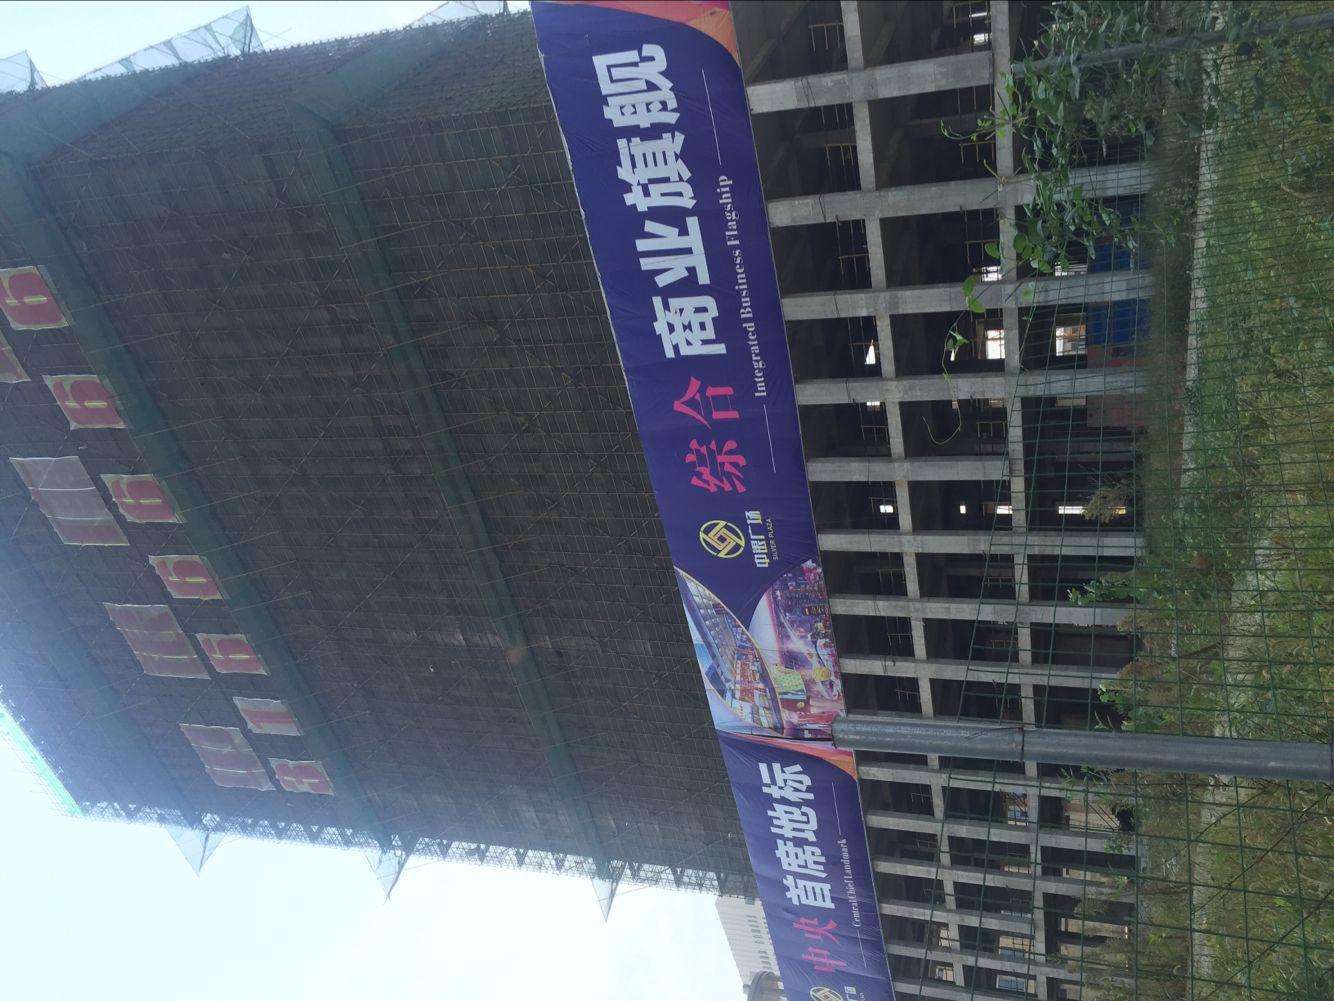 8166666
中央 首席地标
Central Chief Landmark
中银广场
SILVER PLAZA
综合 商业旗舰
Integrated Business Flagship